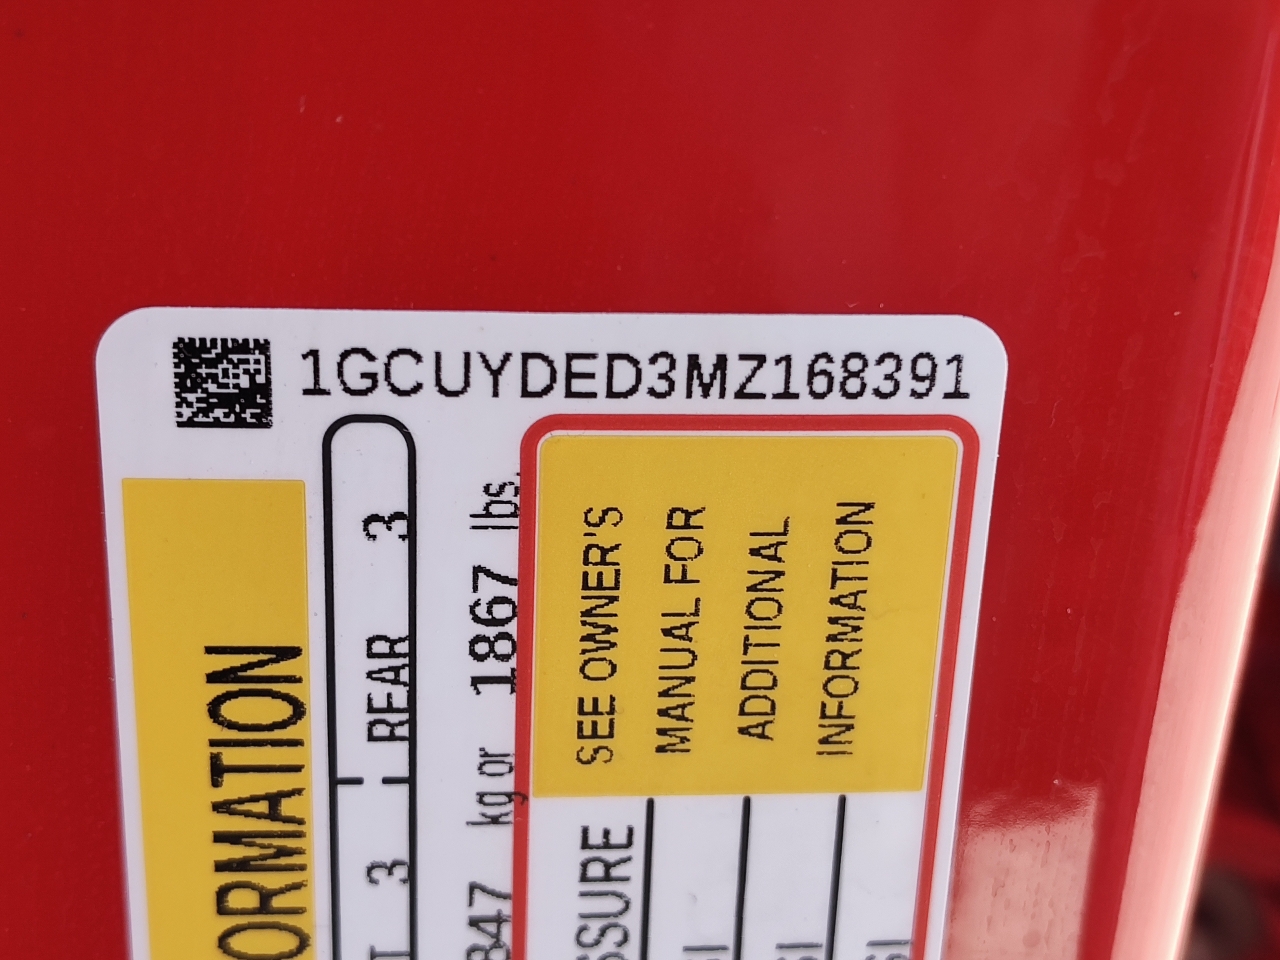 1GCUYDED3MZ168391
ORMATION
3 REAR 3
847 kg or 1867 lbs.
SSURE
SEE OWNER'S
MANUAL FOR
ADDITIONAL
INFORMATION